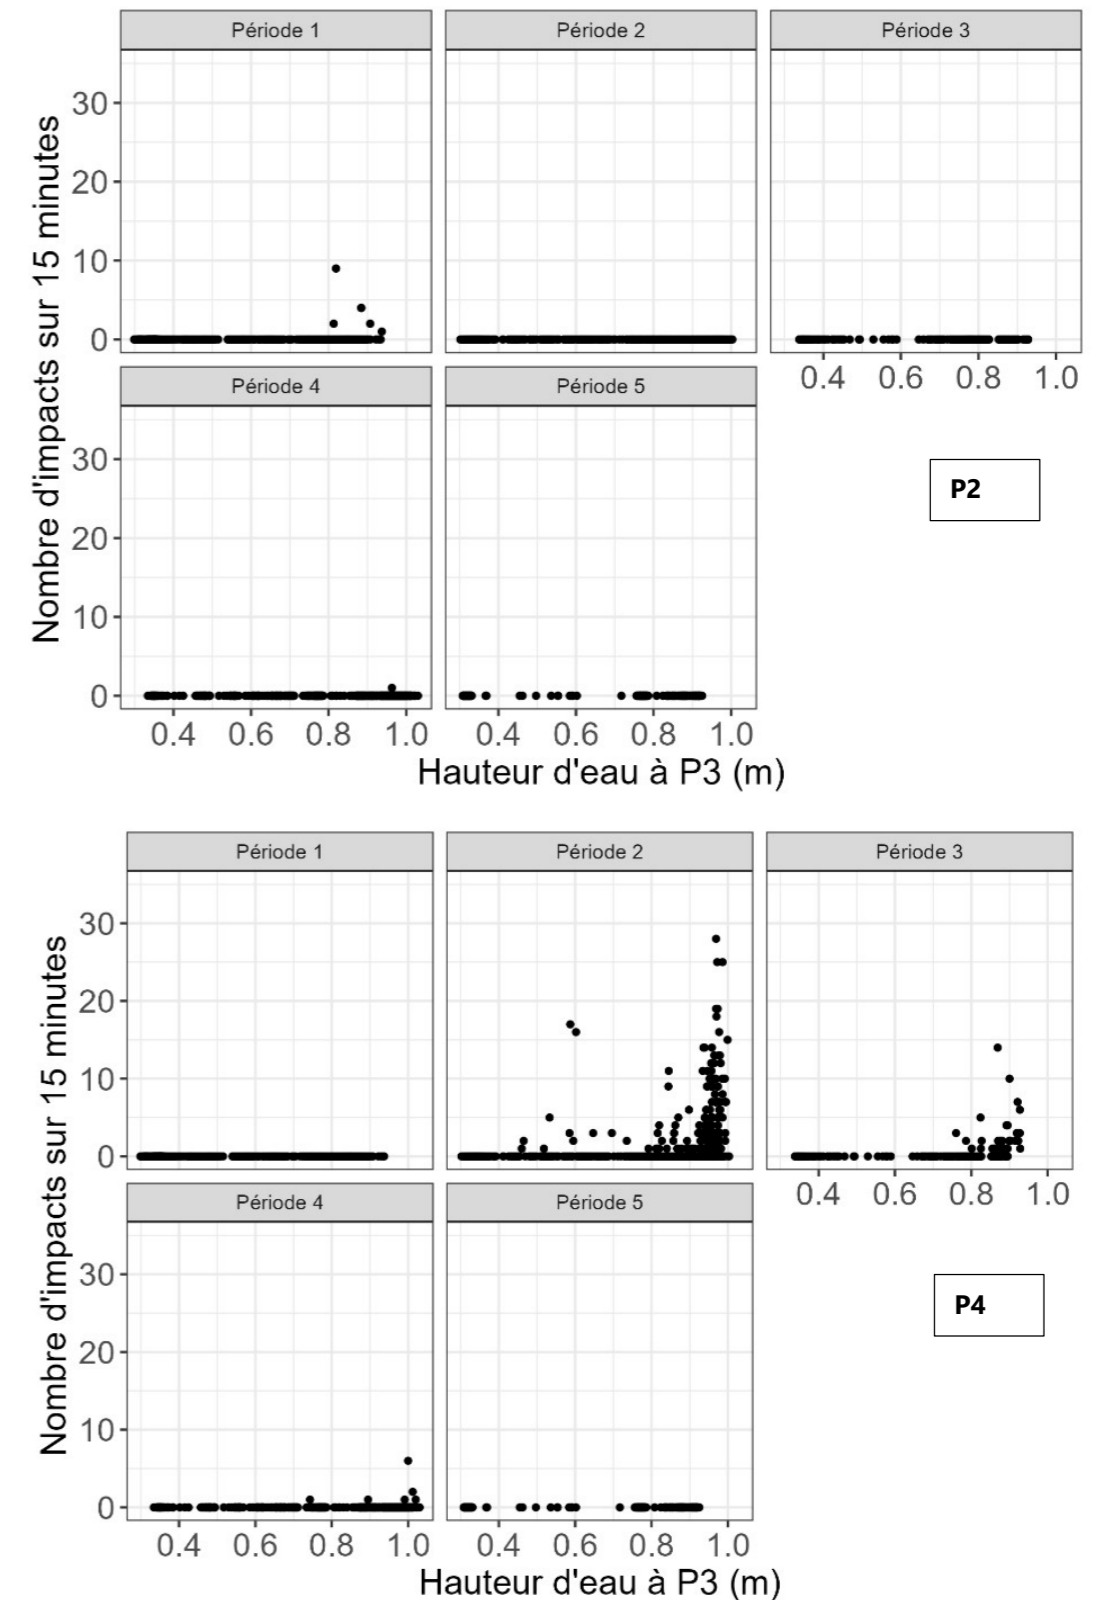 Période 1 Période 2 Période 3
Nombre d'impacts sur 15 minutes
30
20
10
0
0.4 0.6 0.8 1.0
Période 4 Période 5
30
20
10
0
P2
0.4 0.6 0.8 1.0 0.4 0.6 0.8 1.0
Hauteur d'eau à P3 (m)
Période 1 Période 2 Période 3
Nombre d'impacts sur 15 minutes
30
20
10
0
0.4 0.6 0.8 1.0
Période 4 Période 5
30
20
10
0
P4
0.4 0.6 0.8 1.0 0.4 0.6 0.8 1.0
Hauteur d'eau à P3 (m)